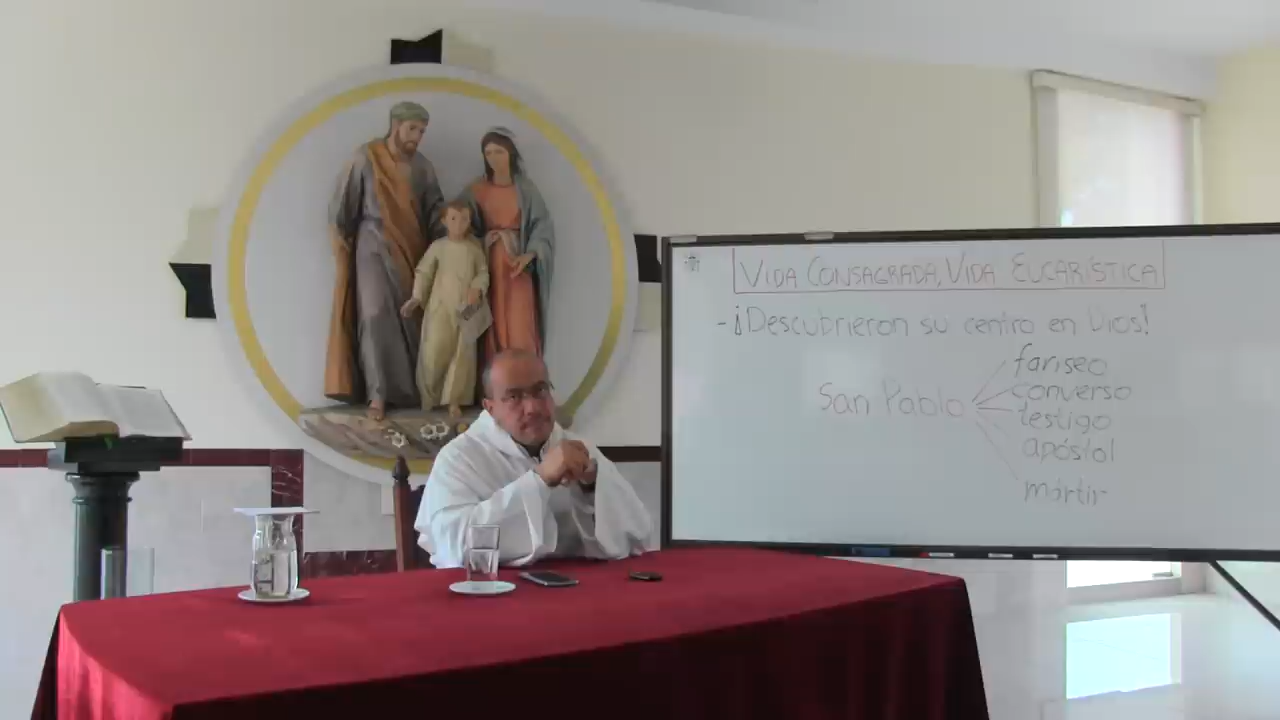 VIDA CONSAGRADA, VIDA EUCARÍSTICA
- ¡Descubrieron su centro en Dios!
fariseo
San Pablo converso
testigo
apóstol
mártir